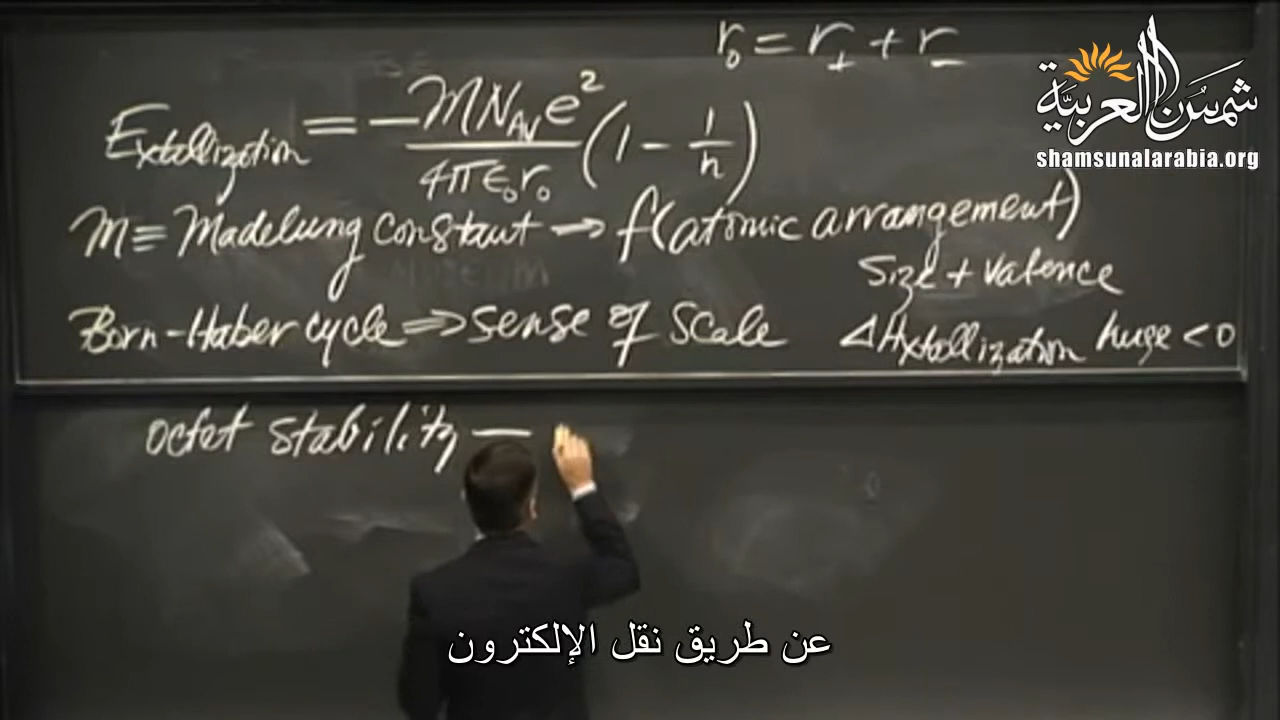 r₀ = r₊ + r₋
شمسُ العربيّة
shamsunalarabia.org
Extallization = - MN_AV e² / 4πε₀r₀ (1 - 1/n)
M ≡ Madelung constant → f(atomic arrangement)
Size + Valence
Born-Haber cycle ⇒ sense of scale ΔHxtallization huge < 0
octet stability —
عن طريق نقل الإلكترون